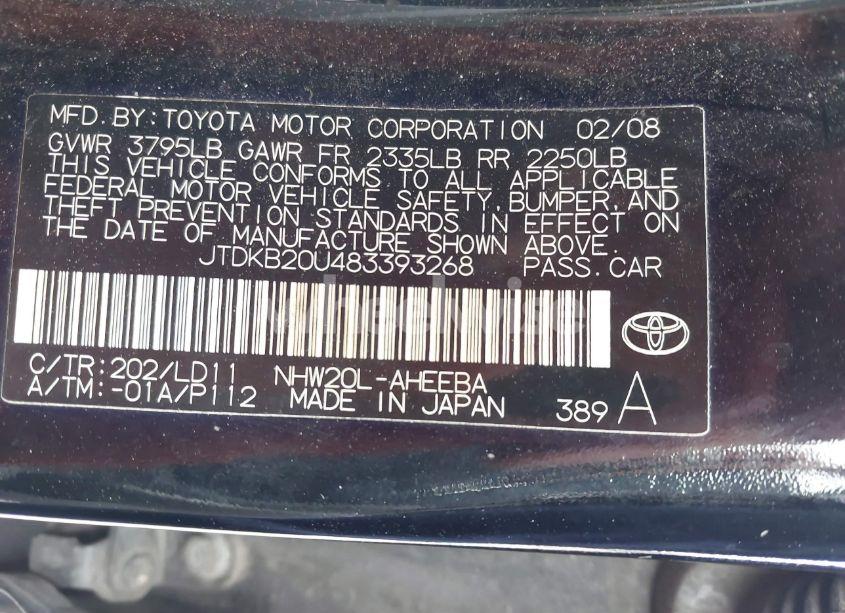 MFD. BY: TOYOTA MOTOR CORPORATION 02/08
GVWR 3795LB GAWR FR 2335LB RR 2250LB
THIS VEHICLE CONFORMS TO ALL APPLICABLE
FEDERAL MOTOR VEHICLE SAFETY, BUMPER, AND
THEFT PREVENTION STANDARDS IN EFFECT ON
THE DATE OF MANUFACTURE SHOWN ABOVE.
JTDKB20U483393268 PASS. CAR
wheelwise
C/TR: 202/LD11 NHW20L-AHEEBA
A/TM: -01A/P112 MADE IN JAPAN 389 A